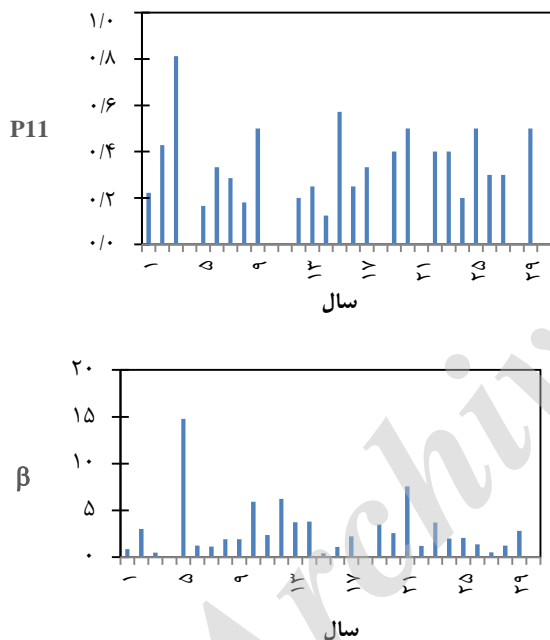 ۱/۰
۰/۸
۰/۶
۰/۴
۰/۲
۰/۰
P11
۱ ۵ ۹ ۱۳ ۱۷ ۲۱ ۲۵ ۲۹
سال
۲۰
۱۵
۱۰
۵
۰
β
۱ ۵ ۹ ۱۳ ۱۷ ۲۱ ۲۵ ۲۹
سال
Archiv